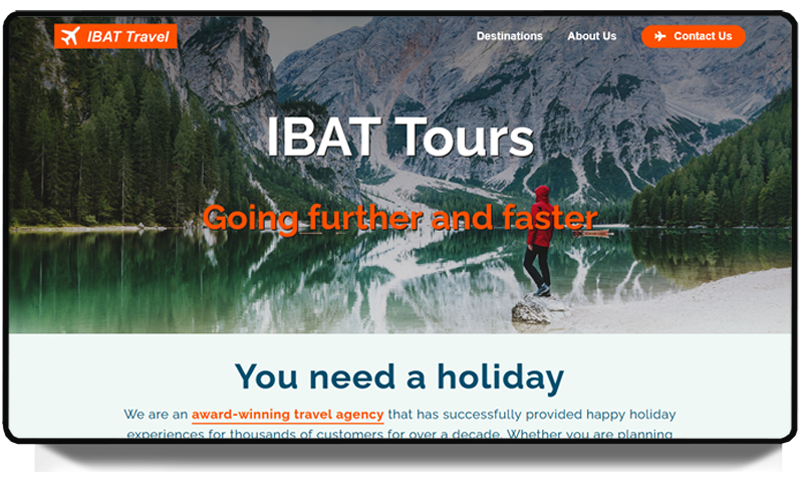 IBAT Travel
Destinations
About Us
Contact Us
IBAT Tours
Going further and faster
You need a holiday
We are an award-winning travel agency that has successfully provided happy holiday
experiences for thousands of customers for over a decade. Whether you are planning